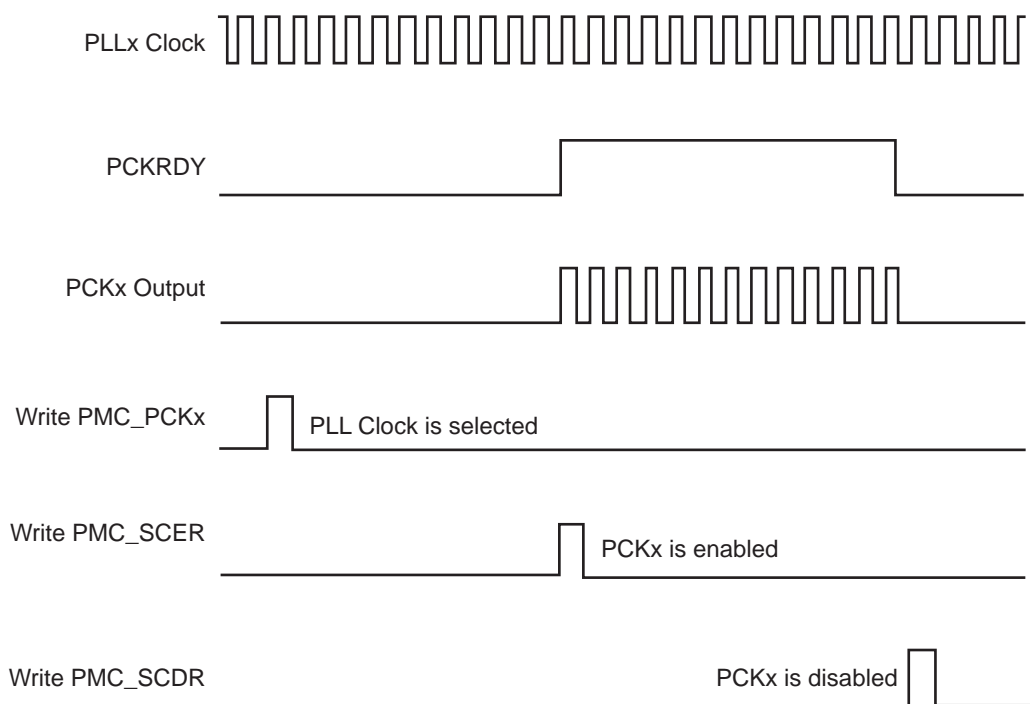 PLLx Clock
PCKRDY
PCKx Output
Write PMC_PCKx
PLL Clock is selected
Write PMC_SCER
PCKx is enabled
Write PMC_SCDR
PCKx is disabled